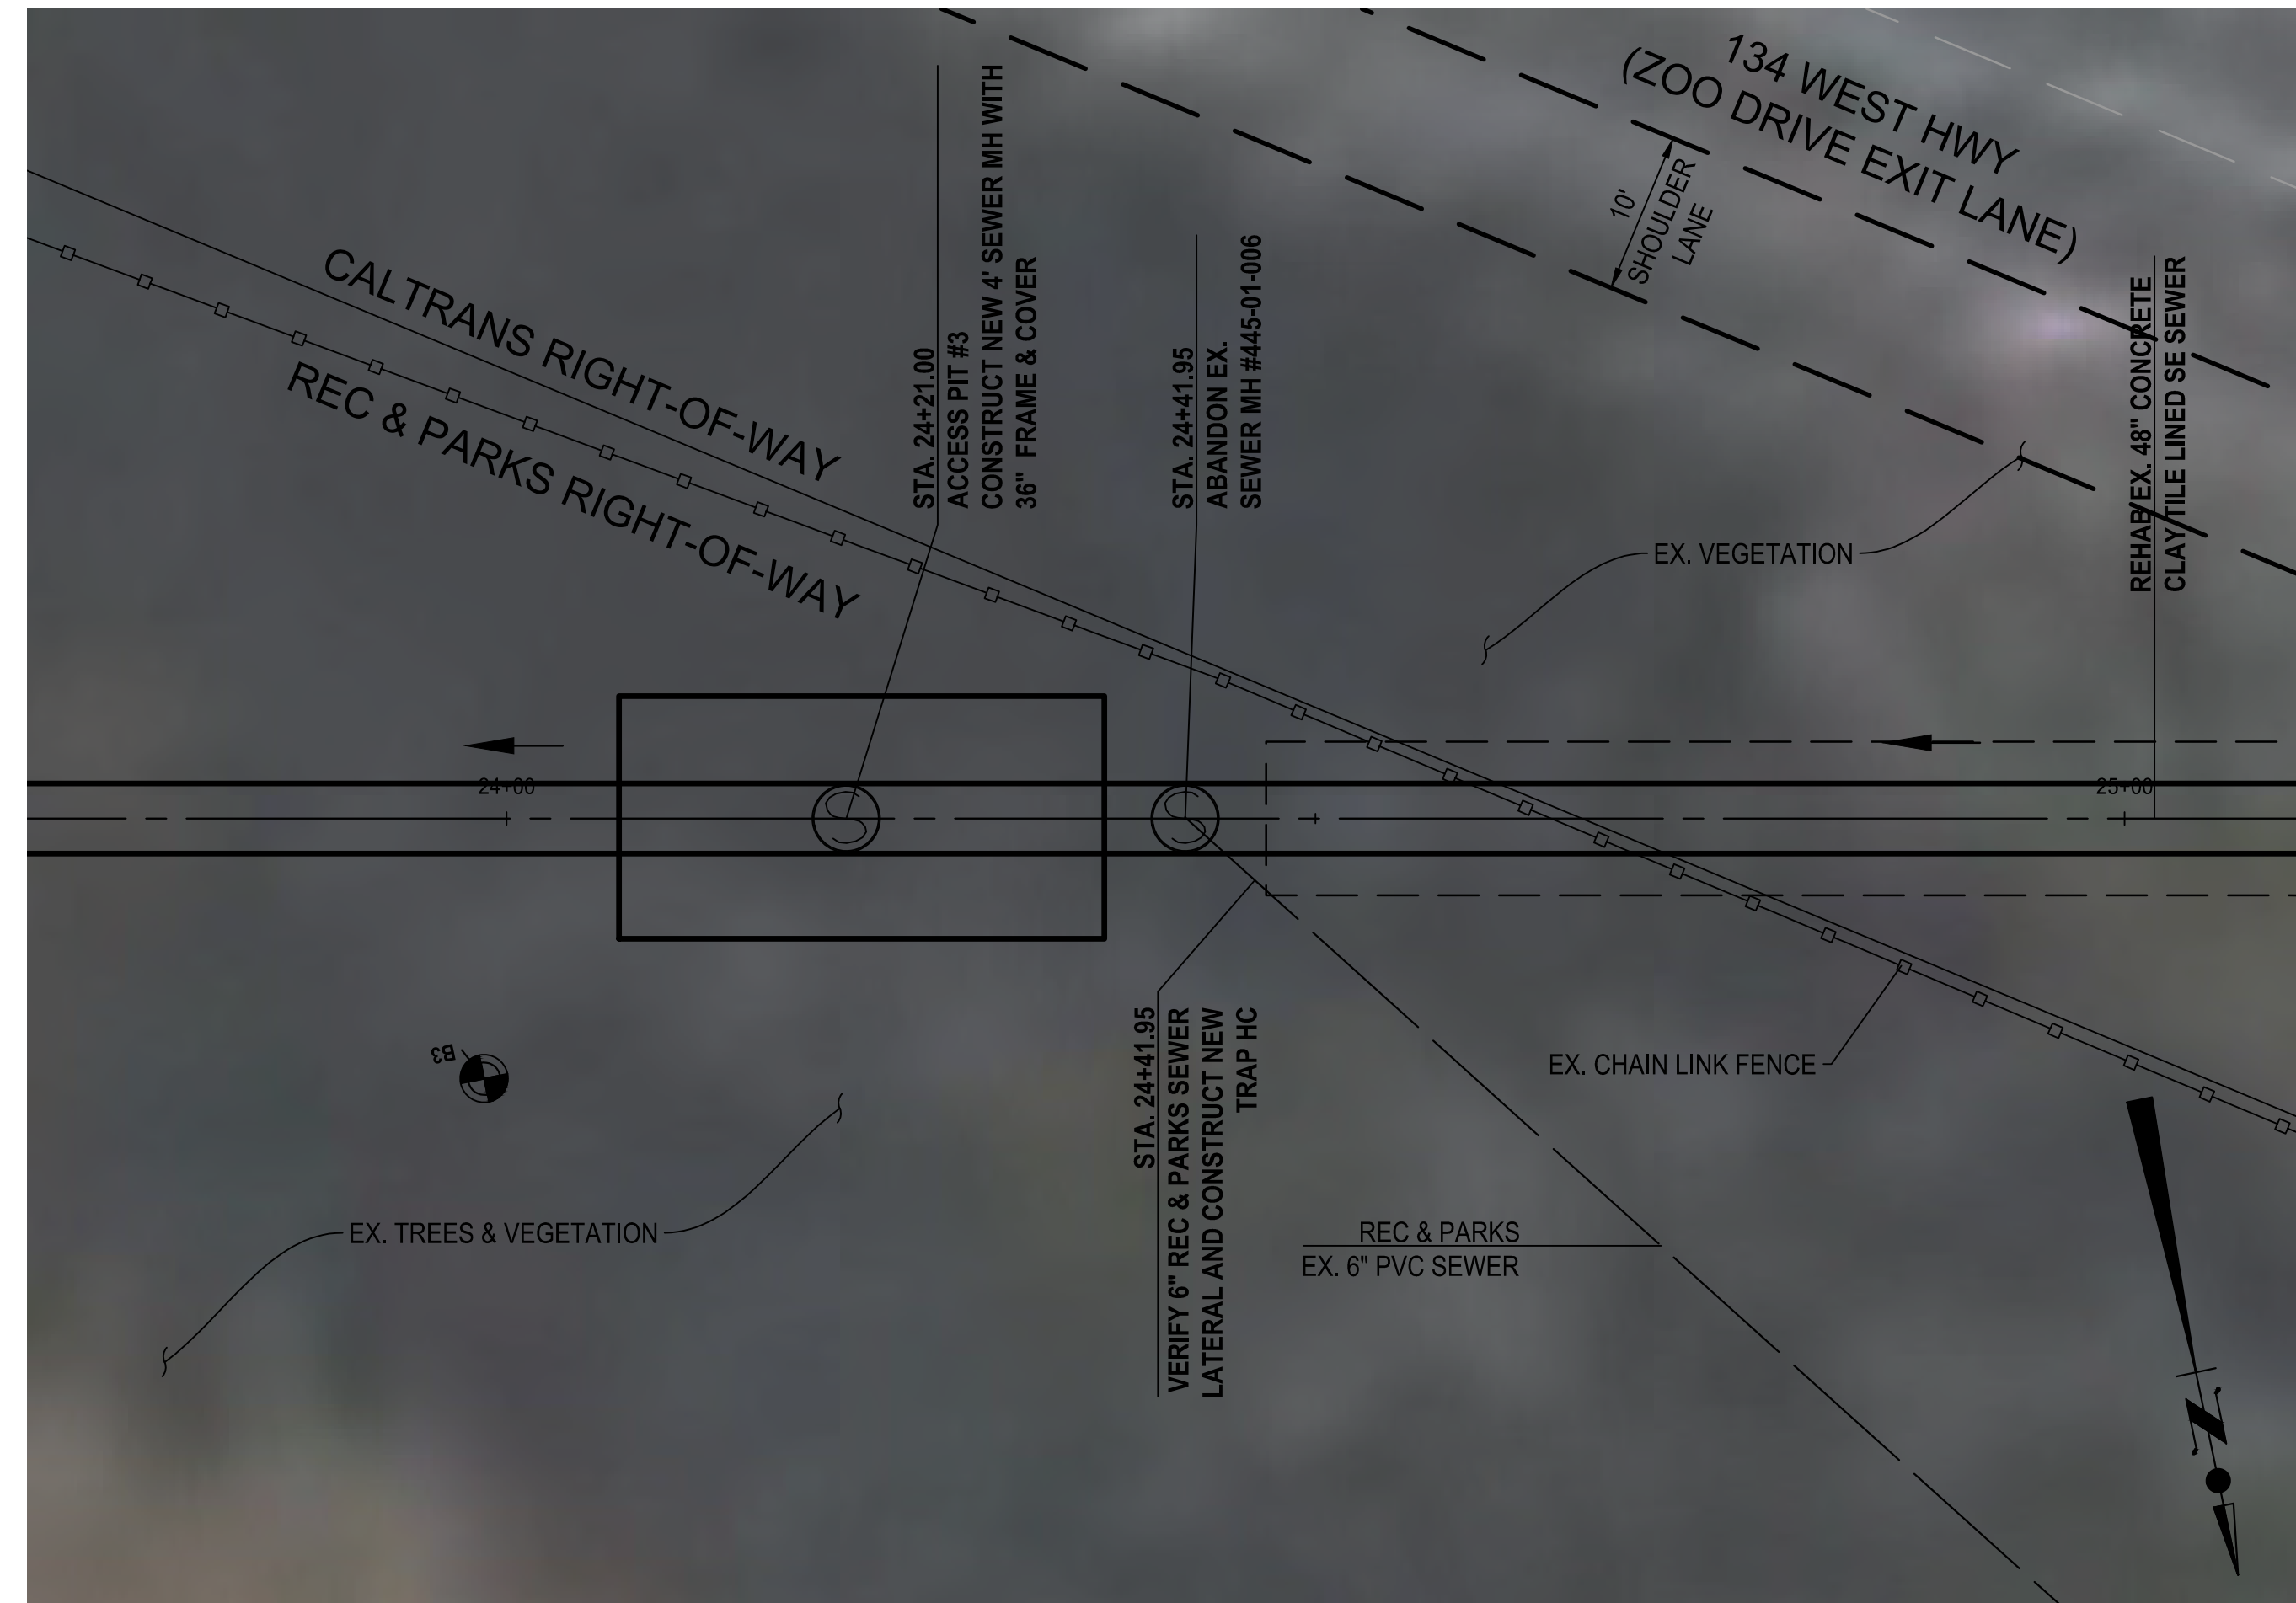 134 WEST HWY
(ZOO DRIVE EXIT LANE)
10'
SHOULDER
LANE
CALTRANS RIGHT-OF-WAY
REC & PARKS RIGHT-OF-WAY
STA. 24+21.00
ACCESS PIT #3
CONSTRUCT NEW 4' SEWER MH WITH
36" FRAME & COVER
STA. 24+41.95
ABANDON EX.
SEWER MH #445-01-006
REHAB EX. 48" CONCRETE
CLAY TILE LINED SE SEWER
EX. VEGETATION
24+00
25+00
S
S
B3
STA. 24+41.95
VERIFY 6" REC & PARKS SEWER
LATERAL AND CONSTRUCT NEW
TRAP HC
EX. CHAIN LINK FENCE
EX. TREES & VEGETATION
REC & PARKS
EX. 6" PVC SEWER
N